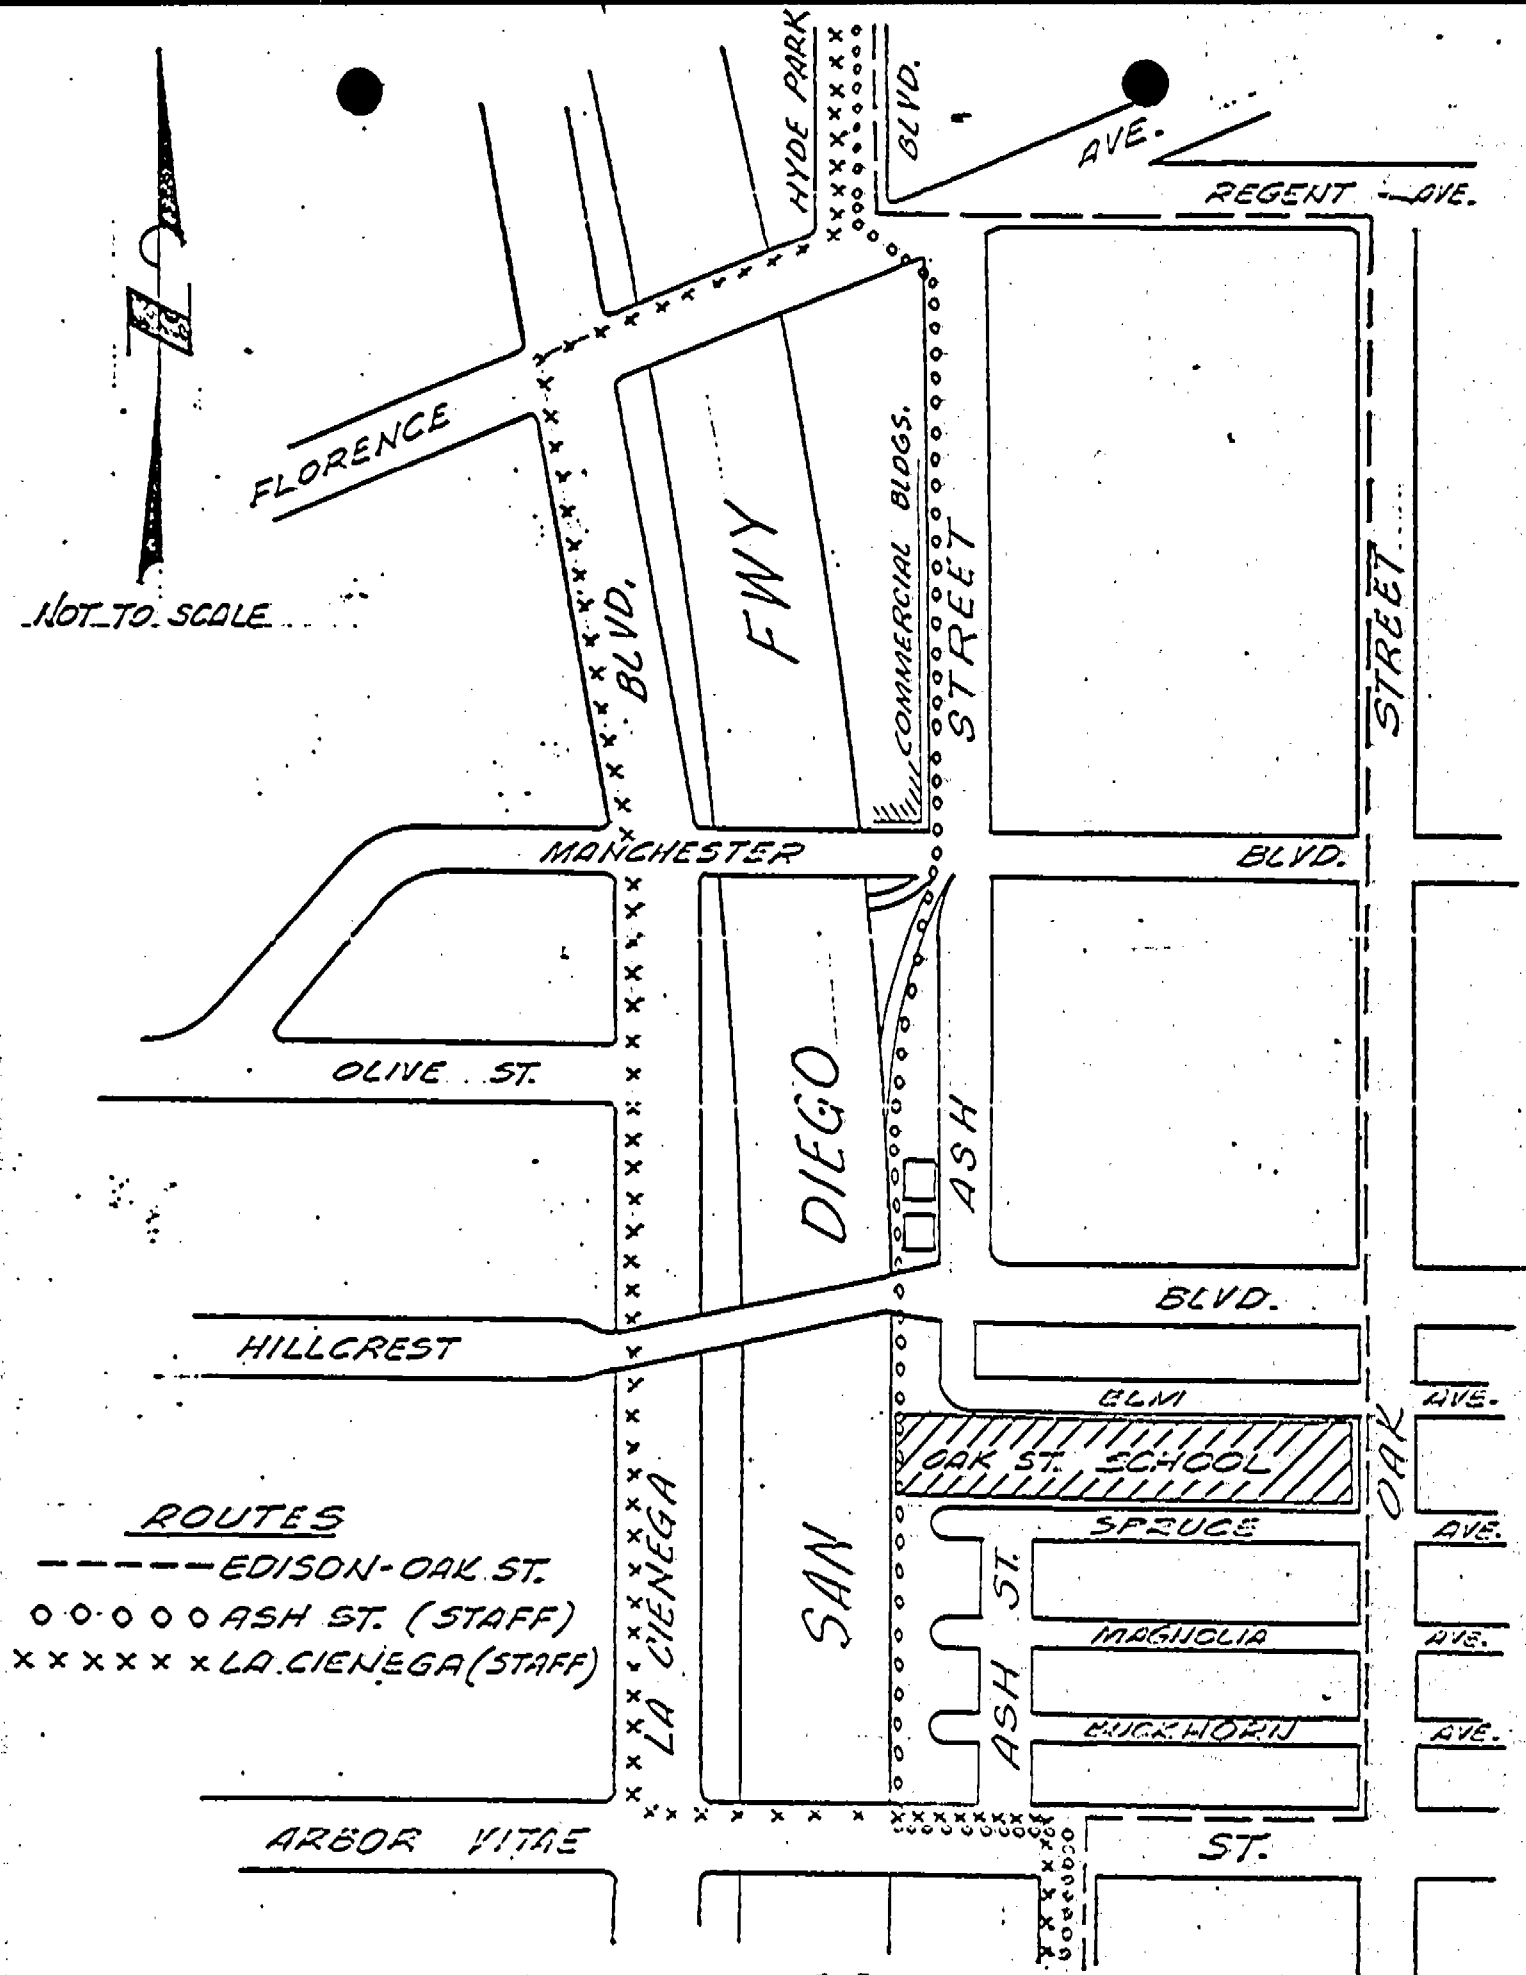 HYDE PARK
BLVD.
AVE.
REGENT AVE.
N
FLORENCE
NOT TO SCALE
BLVD.
FWY
COMMERCIAL BLDGS.
STREET
STREET
MANCHESTER
BLVD.
OLIVE ST.
DIEGO
ASH
BLVD.
HILLCREST
ELM
AVE.
OAK ST. SCHOOL
OAK
LA CIENEGA
SAN
ROUTES
EDISON-OAK ST.
ASH ST. (STAFF)
LA CIENEGA (STAFF)
SPRUCE
AVE.
ASH ST.
MAGNOLIA
AVE.
BUCKHORN
AVE.
ARBOR VITAE
ST.